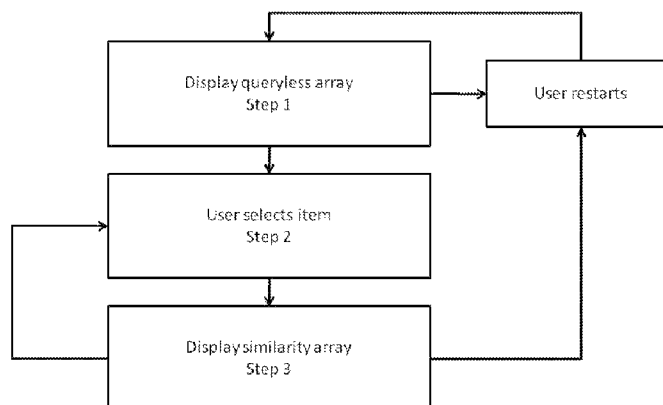 Display queryless array
Step 1
User restarts
User selects item
Step 2
Display similarity array
Step 3